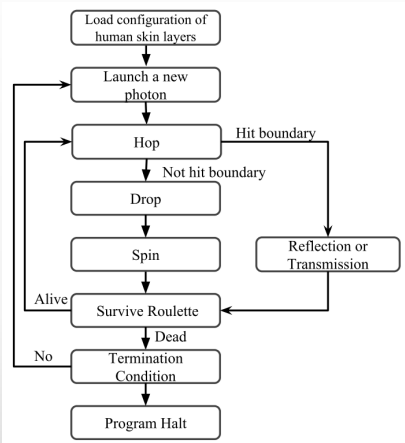 Load configuration of
human skin layers
Launch a new
photon
Hop
Hit boundary
Not hit boundary
Drop
Spin
Reflection or
Transmission
Alive
Survive Roulette
Dead
No
Termination
Condition
Program Halt